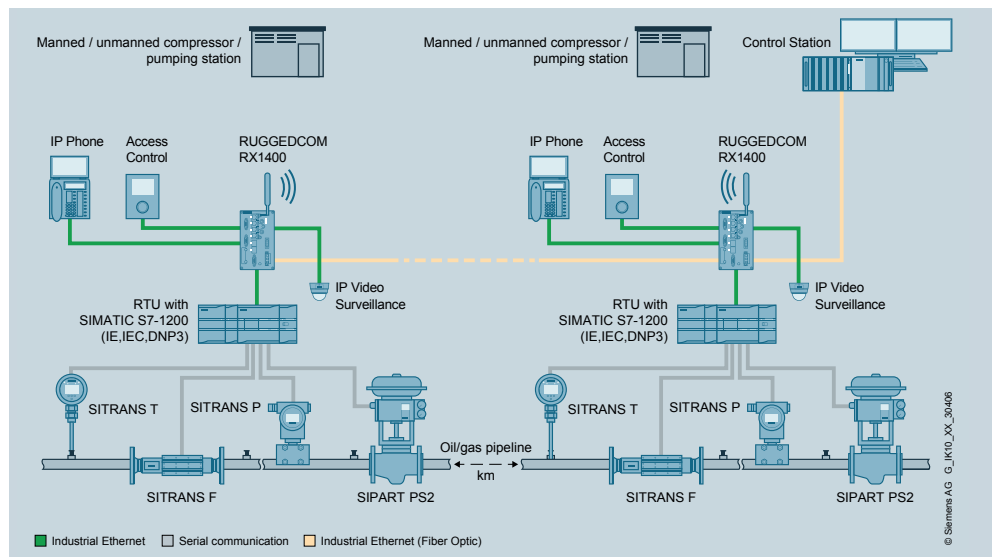 Manned / unmanned compressor /
pumping station
Manned / unmanned compressor /
pumping station
Control Station
IP Phone
Access
Control
RUGGEDCOM
RX1400
IP Phone
Access
Control
RUGGEDCOM
RX1400
IP Video
Surveillance
IP Video
Surveillance
RTU with
SIMATIC S7-1200
(IE,IEC,DNP3)
RTU with
SIMATIC S7-1200
(IE,IEC,DNP3)
SITRANS T
SITRANS P
SITRANS T
SITRANS P
Oil/gas pipeline
km
SITRANS F
SIPART PS2
SITRANS F
SIPART PS2
Industrial Ethernet
Serial communication
Industrial Ethernet (Fiber Optic)
© Siemens AG G_IK10_XX_30406